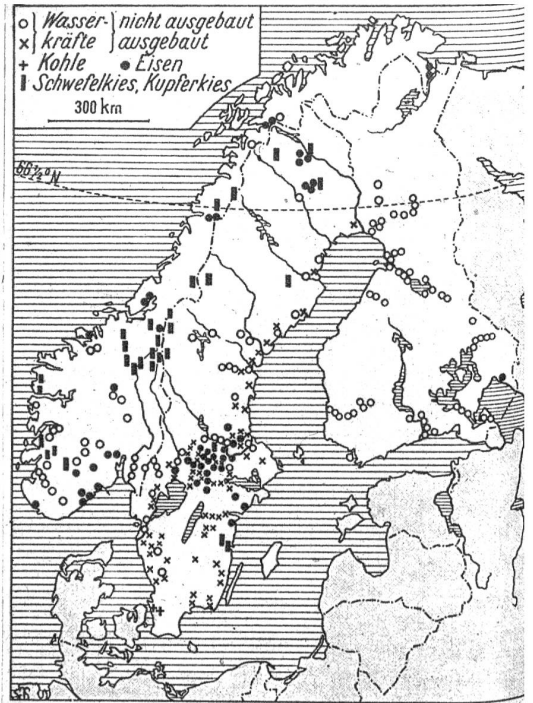 ○ Wasser- } nicht ausgebaut
× kräfte } ausgebaut
+ Kohle ● Eisen
▮ Schwefelkies, Kupferkies
300 km
66½° N